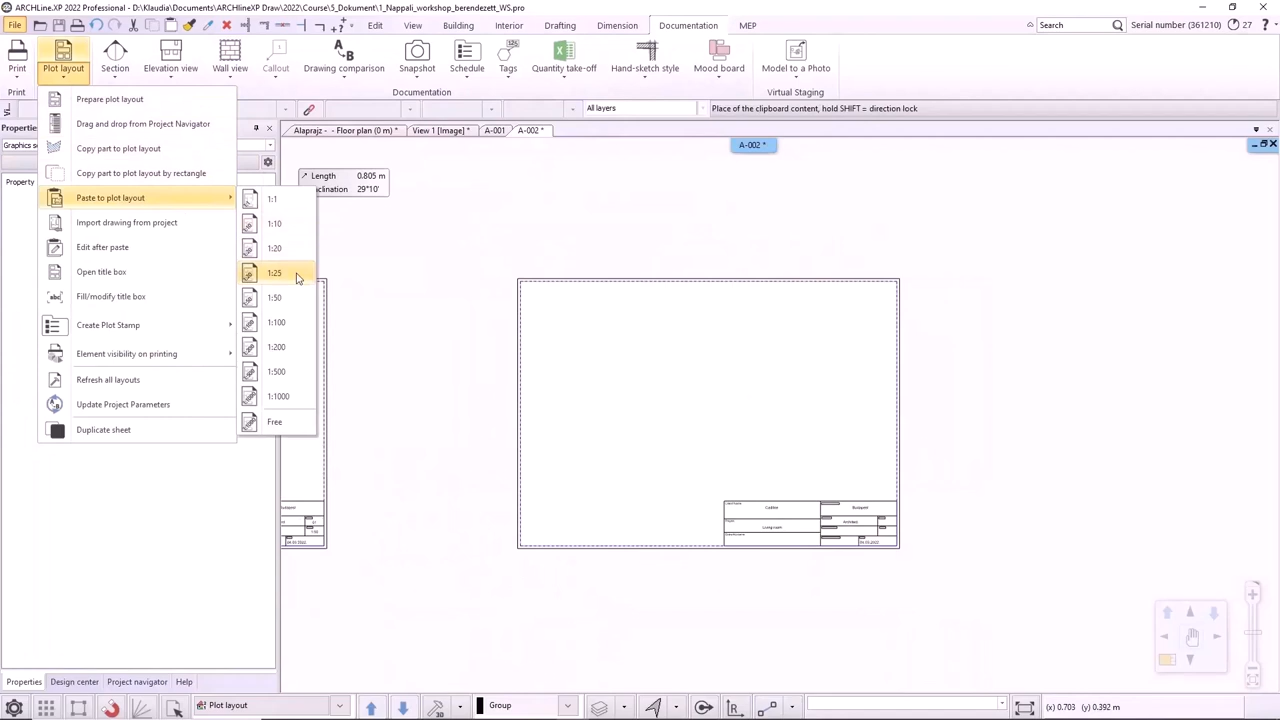 ARCHline.XP 2022 Professional - D:\Klaudia\Documents\ARCHlineXP Draw\2022\Course\5_Dokument\1_Nappali_workshop_berendezett_WS.pro
File
Edit View Building Interior Drafting Dimension Documentation MEP
Search
Serial number (361210)
27
Print Plot layout Section Elevation view Wall view Callout Drawing comparison Snapshot Schedule Tags Quantity take-off Hand-sketch style Mood board Model to a Photo
Print Documentation Virtual Staging
All layers
Place of the clipboard content, hold SHIFT = direction lock
Alaprajz - - Floor plan (0 m) * View 1 [Image] * A-001 A-002 *
A-002 *
Length 0.805 m
29°10'
Prepare plot layout
Drag and drop from Project Navigator
Copy part to plot layout
Copy part to plot layout by rectangle
Paste to plot layout
Import drawing from project
Edit after paste
Open title box
Fill/modify title box
Create Plot Stamp
Element visibility on printing
Refresh all layouts
Update Project Parameters
Duplicate sheet
1:1
1:10
1:20
1:25
1:50
1:100
1:200
1:500
1:1000
Free
Living room
Properties Design center Project navigator Help
Plot layout
Group
x) 0.703 (y) 0.392 m